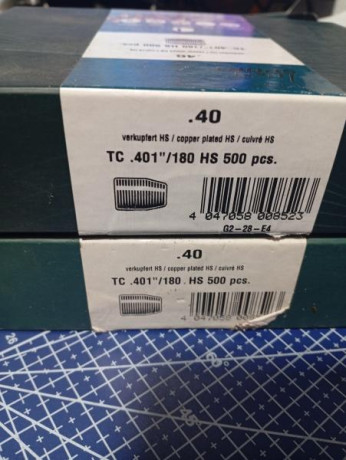 .40
.40
verkupfert HS / copper plated HS / cuivré HS
TC .401"/180 HS 500 pcs.
4 047058 008523
G2-28-E4
.40
verkupfert HS / copper plated HS / cuivré HS
TC .401"/180 HS 500 pcs.